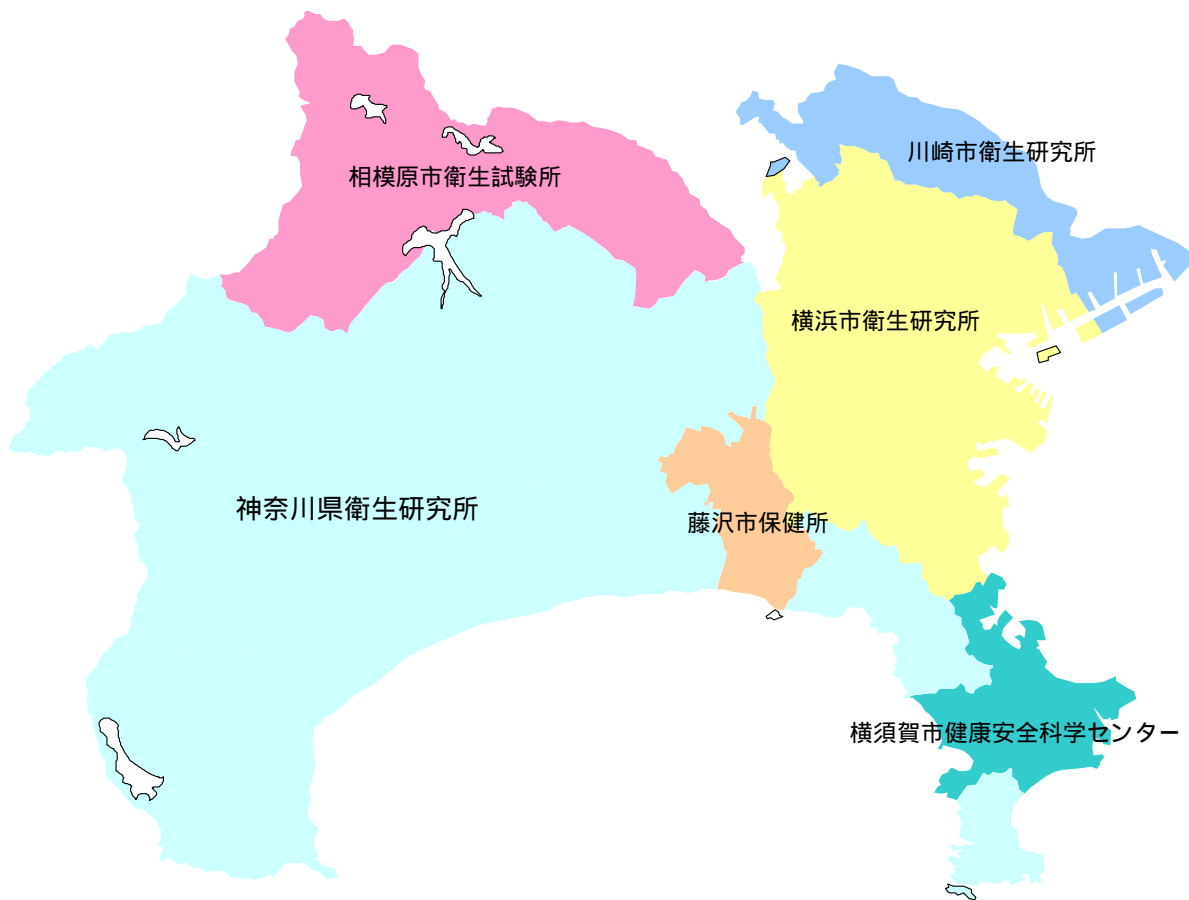 川崎市衛生研究所
相模原市衛生試験所
横浜市衛生研究所
神奈川県衛生研究所
藤沢市保健所
横須賀市健康安全科学センター